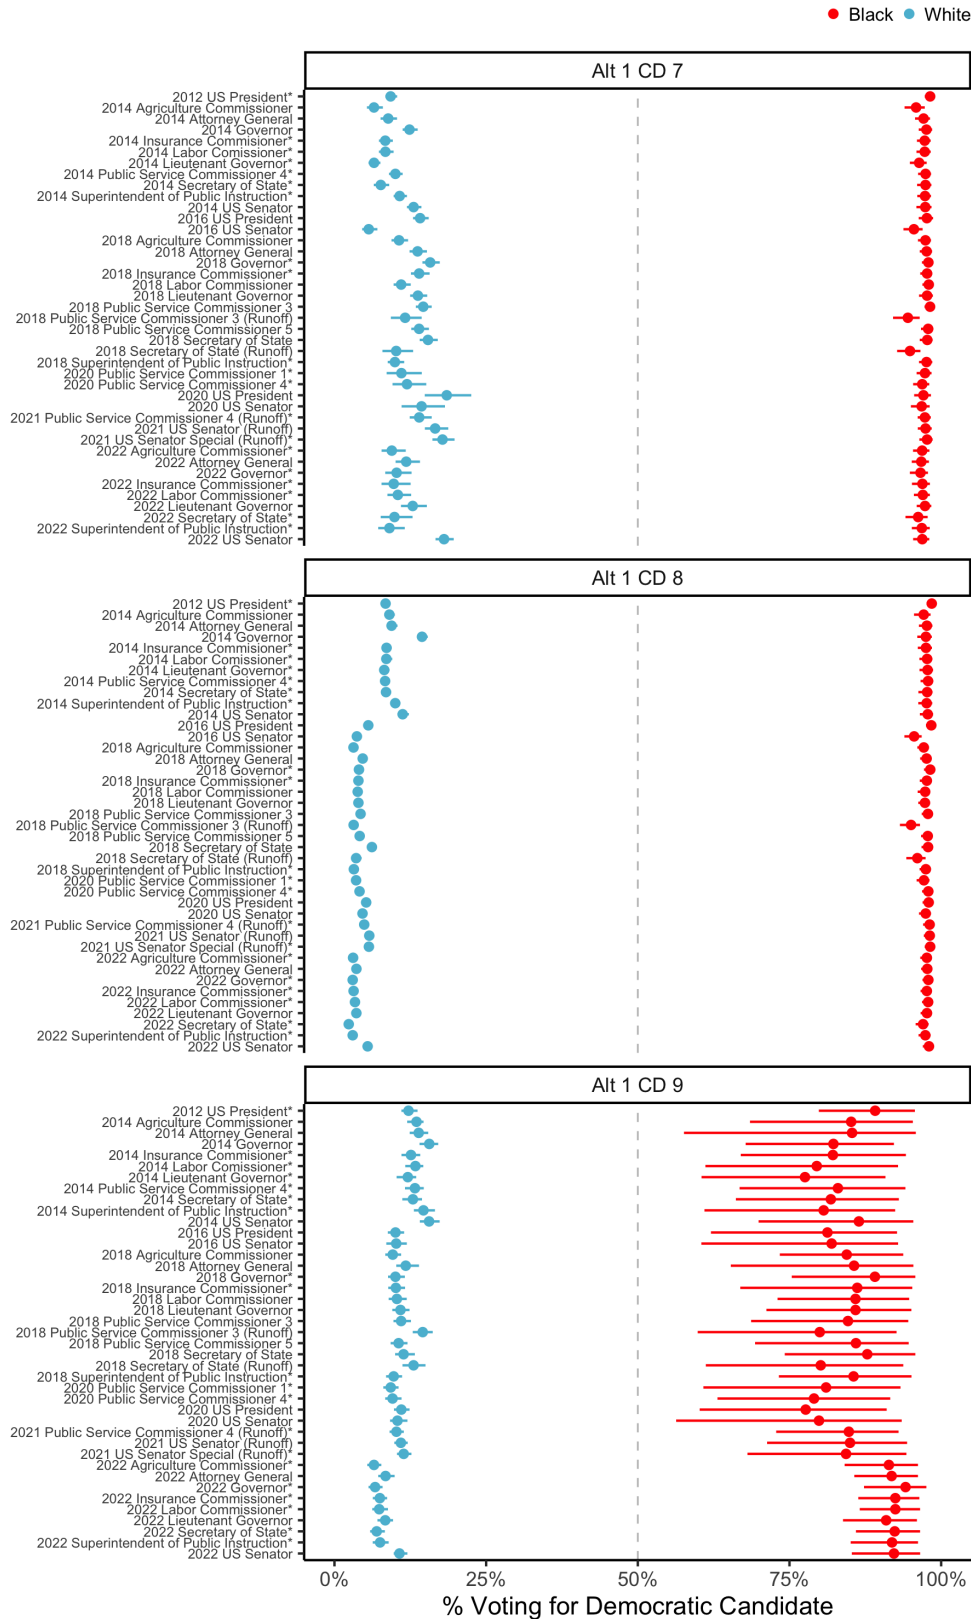 Black White
Alt 1 CD 7
2012 US President*
2014 Agriculture Commissioner
2014 Attorney General
2014 Governor
2014 Insurance Commisioner*
2014 Labor Comissioner*
2014 Lieutenant Governor*
2014 Public Service Commissioner 4*
2014 Secretary of State*
2014 Superintendent of Public Instruction*
2014 US Senator
2016 US President
2016 US Senator
2018 Agriculture Commissioner
2018 Attorney General
2018 Governor*
2018 Insurance Commissioner*
2018 Labor Commissioner
2018 Lieutenant Governor
2018 Public Service Commissioner 3
2018 Public Service Commissioner 3 (Runoff)
2018 Public Service Commissioner 5
2018 Secretary of State
2018 Secretary of State (Runoff)
2018 Superintendent of Public Instruction*
2020 Public Service Commissioner 1*
2020 Public Service Commissioner 4*
2020 US President
2020 US Senator
2021 Public Service Commissioner 4 (Runoff)*
2021 US Senator (Runoff)
2021 US Senator Special (Runoff)*
2022 Agriculture Commissioner*
2022 Attorney General
2022 Governor*
2022 Insurance Commissioner*
2022 Labor Commissioner*
2022 Lieutenant Governor
2022 Secretary of State*
2022 Superintendent of Public Instruction*
2022 US Senator
Alt 1 CD 8
2012 US President*
2014 Agriculture Commissioner
2014 Attorney General
2014 Governor
2014 Insurance Commisioner*
2014 Labor Comissioner*
2014 Lieutenant Governor*
2014 Public Service Commissioner 4*
2014 Secretary of State*
2014 Superintendent of Public Instruction*
2014 US Senator
2016 US President
2016 US Senator
2018 Agriculture Commissioner
2018 Attorney General
2018 Governor*
2018 Insurance Commissioner*
2018 Labor Commissioner
2018 Lieutenant Governor
2018 Public Service Commissioner 3
2018 Public Service Commissioner 3 (Runoff)
2018 Public Service Commissioner 5
2018 Secretary of State
2018 Secretary of State (Runoff)
2018 Superintendent of Public Instruction*
2020 Public Service Commissioner 1*
2020 Public Service Commissioner 4*
2020 US President
2020 US Senator
2021 Public Service Commissioner 4 (Runoff)*
2021 US Senator (Runoff)
2021 US Senator Special (Runoff)*
2022 Agriculture Commissioner*
2022 Attorney General
2022 Governor*
2022 Insurance Commissioner*
2022 Labor Commissioner*
2022 Lieutenant Governor
2022 Secretary of State*
2022 Superintendent of Public Instruction*
2022 US Senator
Alt 1 CD 9
2012 US President*
2014 Agriculture Commissioner
2014 Attorney General
2014 Governor
2014 Insurance Commisioner*
2014 Labor Comissioner*
2014 Lieutenant Governor*
2014 Public Service Commissioner 4*
2014 Secretary of State*
2014 Superintendent of Public Instruction*
2014 US Senator
2016 US President
2016 US Senator
2018 Agriculture Commissioner
2018 Attorney General
2018 Governor*
2018 Insurance Commissioner*
2018 Labor Commissioner
2018 Lieutenant Governor
2018 Public Service Commissioner 3
2018 Public Service Commissioner 3 (Runoff)
2018 Public Service Commissioner 5
2018 Secretary of State
2018 Secretary of State (Runoff)
2018 Superintendent of Public Instruction*
2020 Public Service Commissioner 1*
2020 Public Service Commissioner 4*
2020 US President
2020 US Senator
2021 Public Service Commissioner 4 (Runoff)*
2021 US Senator (Runoff)
2021 US Senator Special (Runoff)*
2022 Agriculture Commissioner*
2022 Attorney General
2022 Governor*
2022 Insurance Commissioner*
2022 Labor Commissioner*
2022 Lieutenant Governor
2022 Secretary of State*
2022 Superintendent of Public Instruction*
2022 US Senator
0% 25% 50% 75% 100%
% Voting for Democratic Candidate